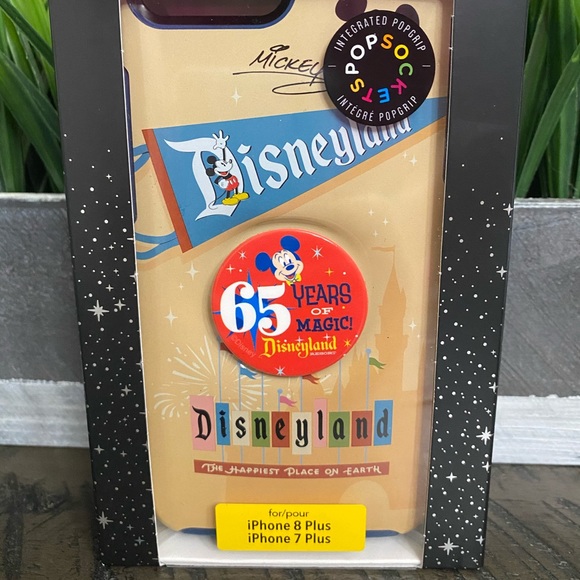 INTEGRATED POPGRIP
POPSOCKETS
INTÉGRÉ POPGRIP
MICKEY
Disneyland
65
YEARS
OF
MAGIC!
Disneyland
Disneyland
THE HAPPIEST PLACE ON EARTH
for/pour
iPhone 8 Plus
iPhone 7 Plus